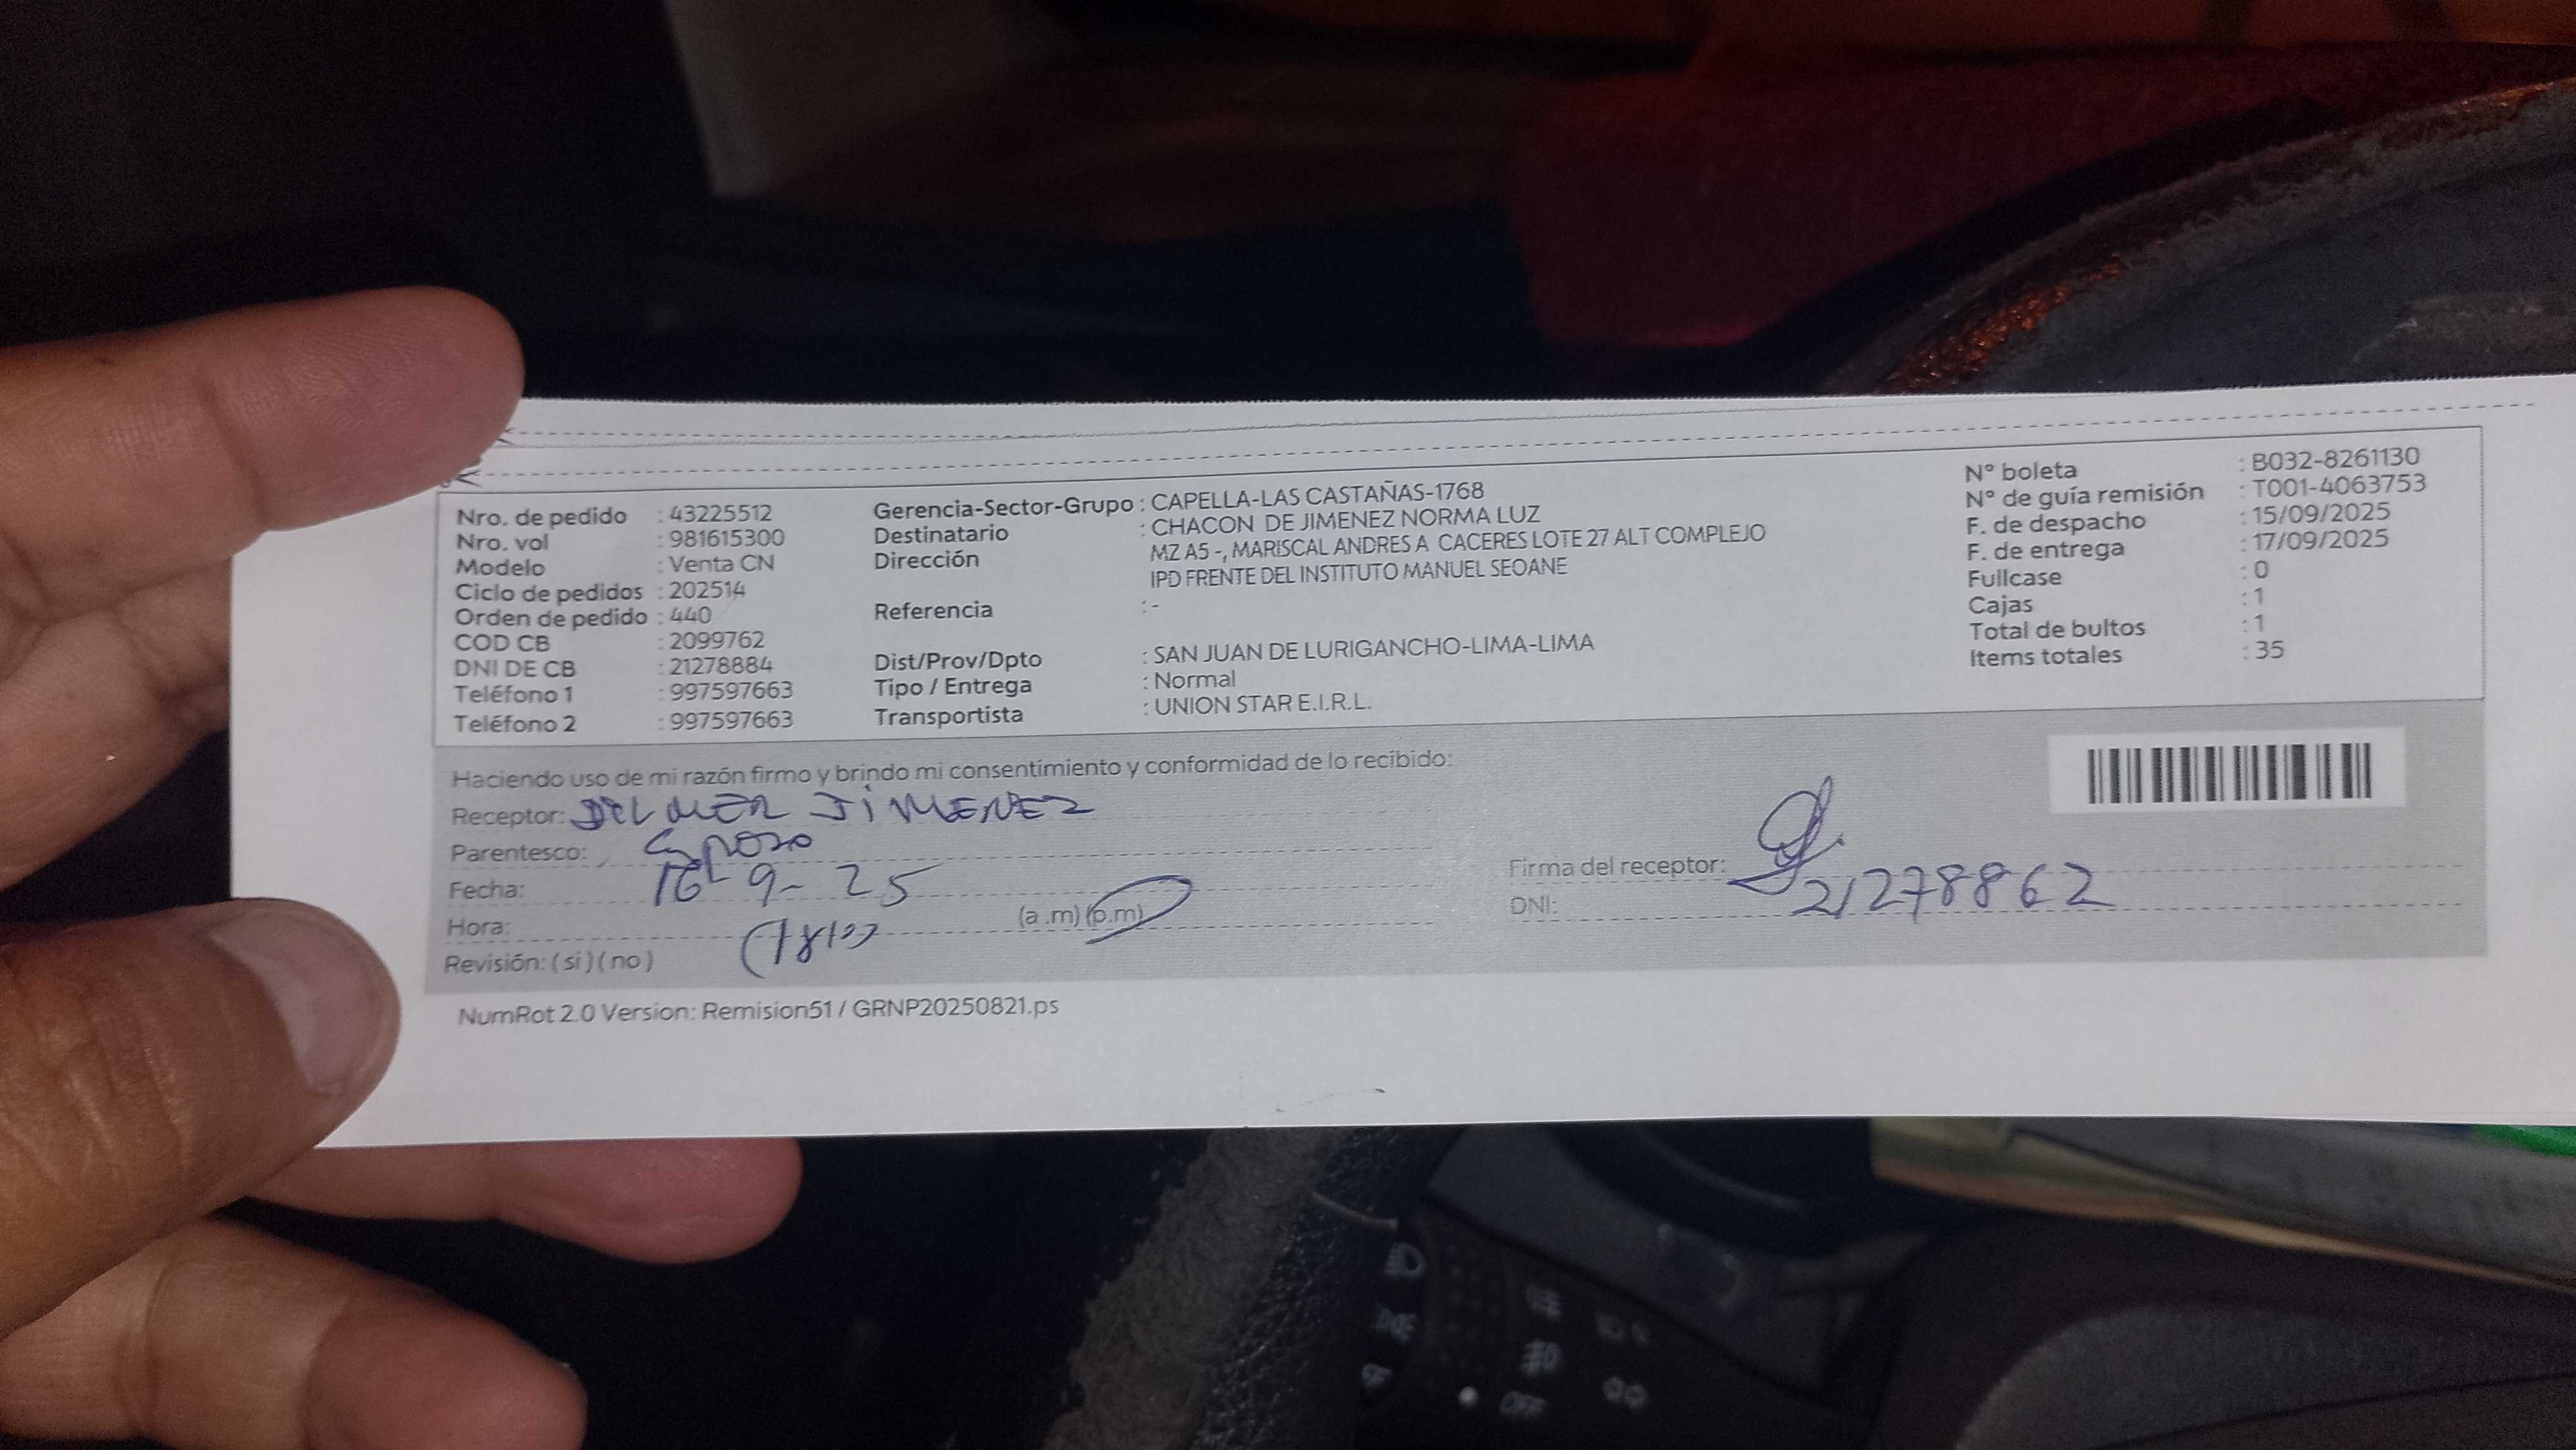 Nro. de pedido : 43225512
Nro. vol : 981615300
Modelo : Venta CN
Ciclo de pedidos : 202514
Orden de pedido : 440
COD CB : 2099762
DNI DE CB : 21278884
Teléfono 1 : 997597663
Teléfono 2 : 997597663
Gerencia-Sector-Grupo : CAPELLA-LAS CASTAÑAS-1768
Destinatario : CHACON DE JIMENEZ NORMA LUZ
Dirección MZ A5 -, MARISCAL ANDRES A CACERES LOTE 27 ALT COMPLEJO
IPD FRENTE DEL INSTITUTO MANUEL SEOANE
Referencia : -
Dist/Prov/Dpto : SAN JUAN DE LURIGANCHO-LIMA-LIMA
Tipo / Entrega : Normal
Transportista : UNION STAR E.I.R.L.
N° boleta : B032-8261130
N° de guía remisión : T001-4063753
F. de despacho : 15/09/2025
F. de entrega : 17/09/2025
Fullcase : 0
Cajas : 1
Total de bultos : 1
Items totales : 35
Haciendo uso de mi razón firmo y brindo mi consentimiento y conformidad de lo recibido:
Receptor: DELMER JIMENEZ
Parentesco: Esposo
Fecha: 16-9-25
Hora: (a .m) (p.m)
Revisión: ( si ) ( no )
Firma del receptor:
DNI: 21278862
NumRot 2.0 Version: Remision51 / GRNP20250821.ps
OFF